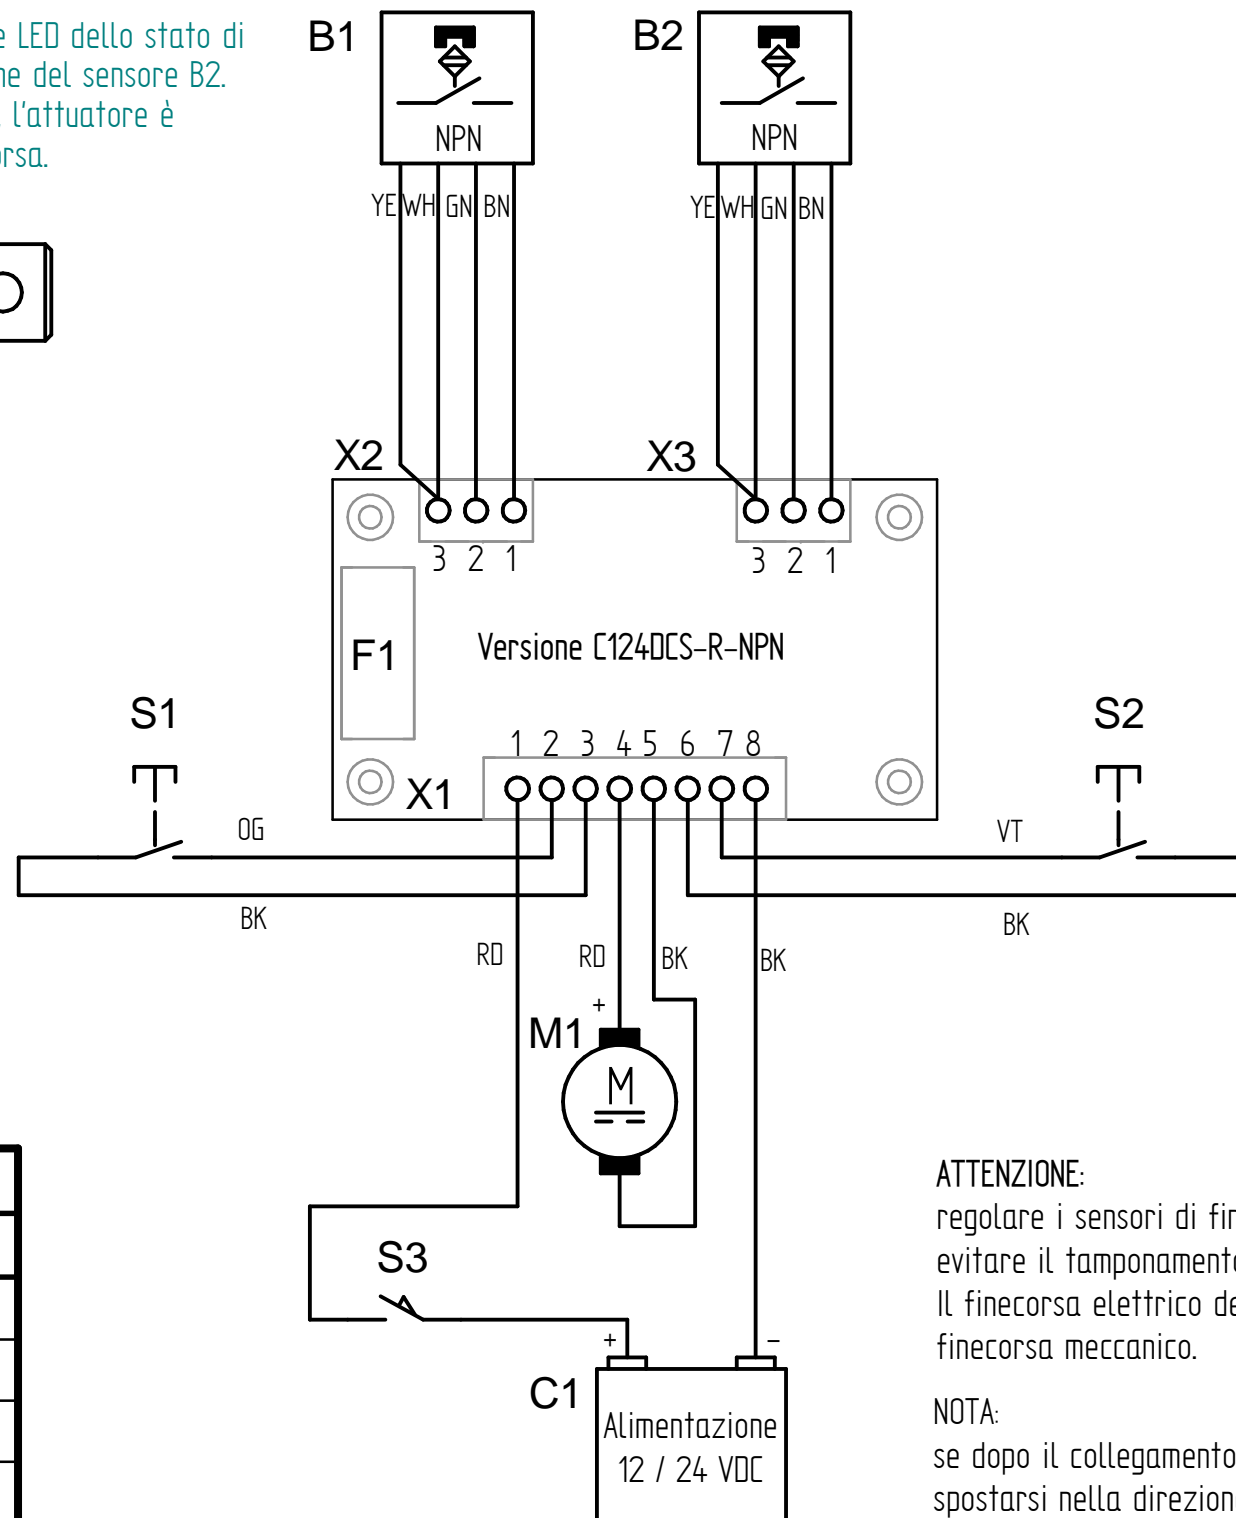 e LED dello stato di
ne del sensore B2.
l'attuatore è
orsa.
B1
B2
NPN
NPN
YE WH GN BN
YE WH GN BN
X2
X3
3 2 1
3 2 1
F1
Versione C124DCS-R-NPN
S1
S2
1 2 3 4 5 6 7 8
X1
OG
VT
BK
BK
RD
RD
BK
BK
+
M1
M
S3
+
-
C1
Alimentazione
12 / 24 VDC
ATTENZIONE:
regolare i sensori di fin
evitare il tamponamento
Il finecorsa elettrico de
finecorsa meccanico.
NOTA:
se dopo il collegamento
spostarsi nella direzion